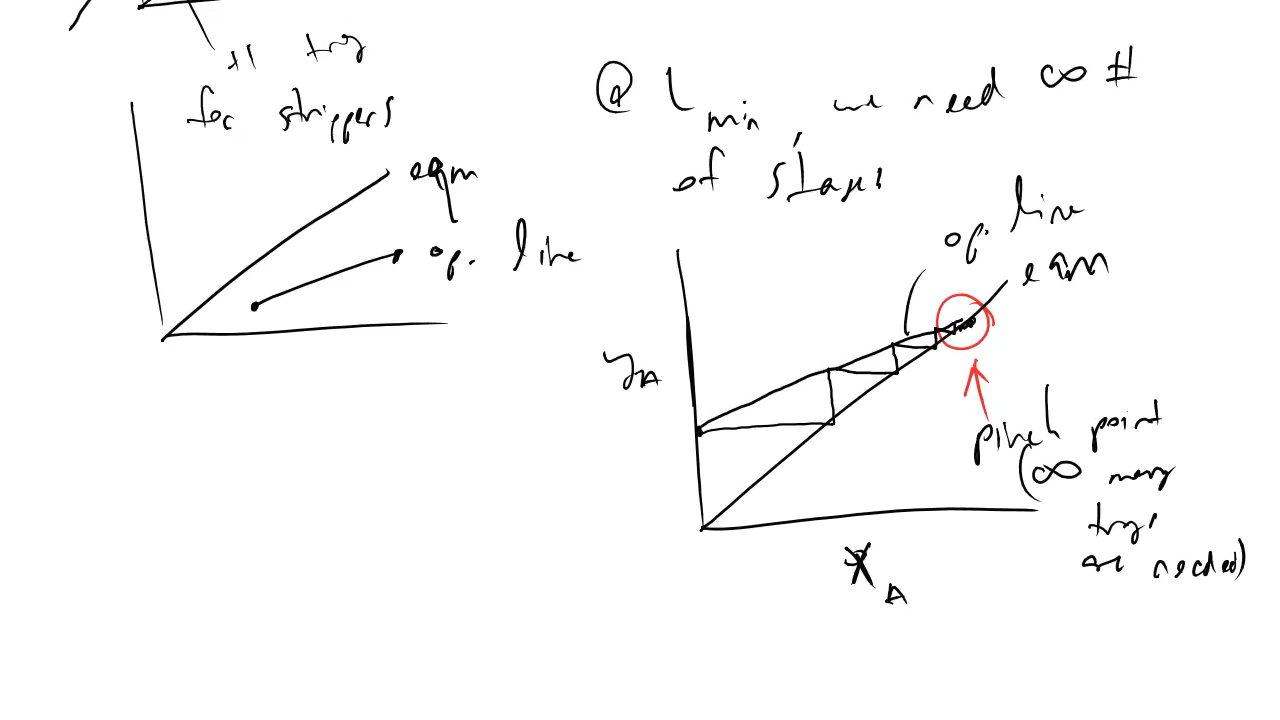 for strippers
eqm
op. line
@ Lmin we need ∞ #
of stages
op. line
eqm
yA
pinch point
(∞ many
trays
are needed)
XA